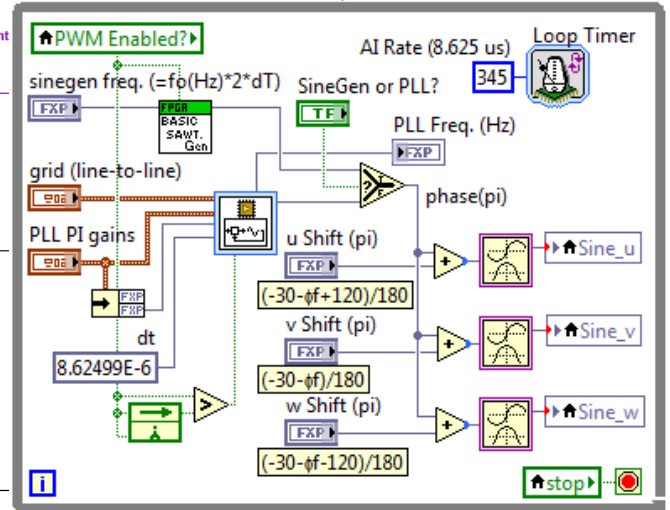 nt
PWM Enabled?
AI Rate (8.625 us)
Loop Timer
345
sinegen freq. (=fo(Hz)*2*dT)
FXP
FPGA
BASIC
SAWT.
Gen
SineGen or PLL?
TF
PLL Freq. (Hz)
FXP
grid (line-to-line)
phase(pi)
PLL PI gains
FXP
FXP
u Shift (pi)
FXP
Sine_u
(-30-ϕf+120)/180
dt
8.62499E-6
v Shift (pi)
FXP
Sine_v
(-30-ϕf)/180
>
w Shift (pi)
FXP
Sine_w
(-30-ϕf-120)/180
i
stop